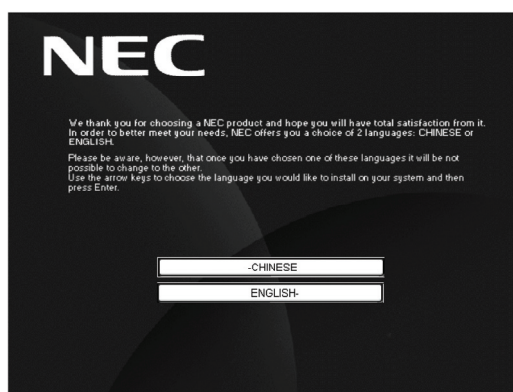 NEC
We thank you for choosing a NEC product and hope you will have total satisfaction from it.
In order to better meet your needs, NEC offers you a choice of 2 languages: CHINESE or
ENGLISH.
Please be aware, however, that once you have chosen one of these languages it will be not
possible to change to the other.
Use the arrow keys to choose the language you would like to install on your system and then
press Enter.
-CHINESE
ENGLISH-